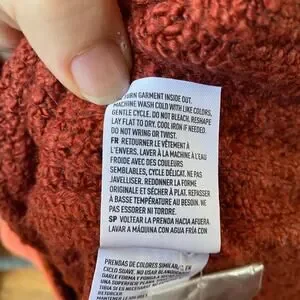 TURN GARMENT INSIDE OUT.
MACHINE WASH COLD WITH LIKE COLORS,
GENTLE CYCLE. DO NOT BLEACH. RESHAPE
LAY FLAT TO DRY. COOL IRON IF NEEDED.
DO NOT WRING OR TWIST.
FR RETOURNER LE VÊTEMENT À
L'ENVERS. LAVER À LA MACHINE À L'EAU
FROIDE AVEC DES COULEURS
SEMBLABLES, CYCLE DÉLICAT. NE PAS
JAVELLISER. REDONNER LA FORME
ORIGINALE ET SÉCHER À PLAT. REPASSER
À BASSE TEMPÉRATURE AU BESOIN. NE
PAS ESSORER NI TORDRE.
SP VOLTEAR LA PRENDA HACIA AFUERA
LAVAR A MÁQUINA CON AGUA FRÍA CON
PRENDAS DE COLORES SIMILARES,
CICLO SUAVE. NO USAR BLANQUEADOR